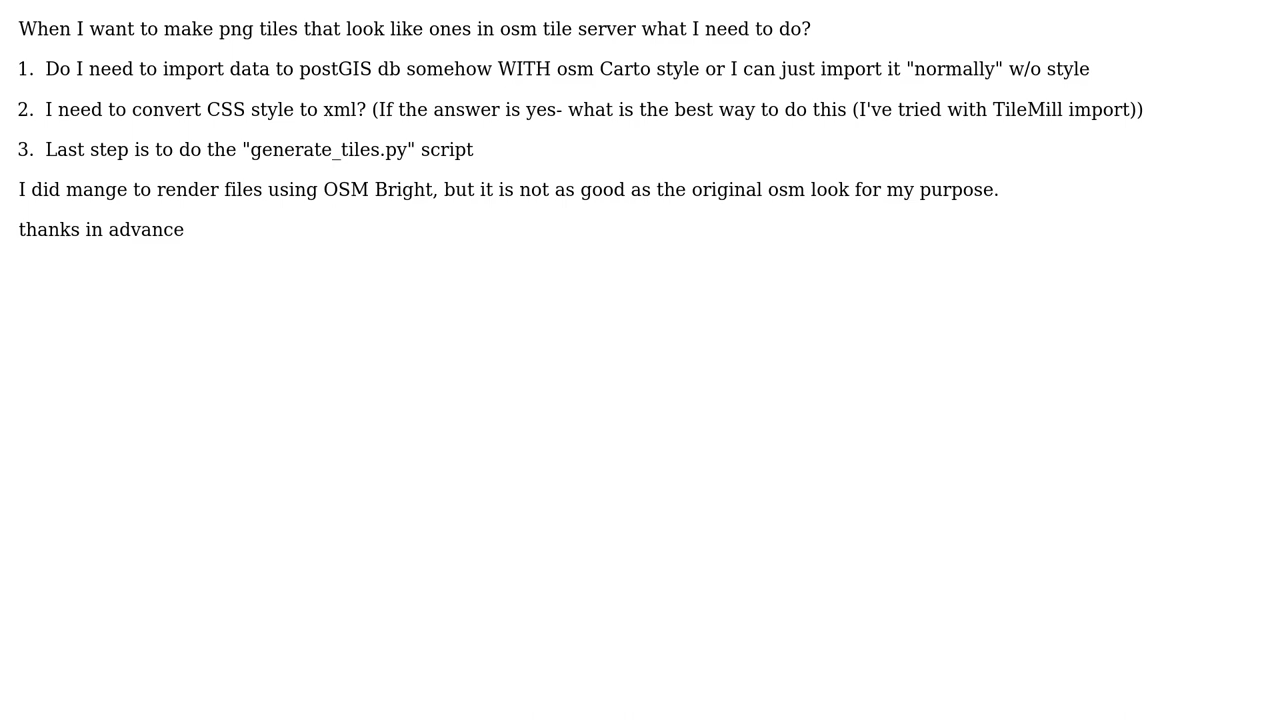 When I want to make png tiles that look like ones in osm tile server what I need to do?
1. Do I need to import data to postGIS db somehow WITH osm Carto style or I can just import it "normally" w/o style
2. I need to convert CSS style to xml? (If the answer is yes- what is the best way to do this (I've tried with TileMill import))
3. Last step is to do the "generate_tiles.py" script
I did mange to render files using OSM Bright, but it is not as good as the original osm look for my purpose.
thanks in advance